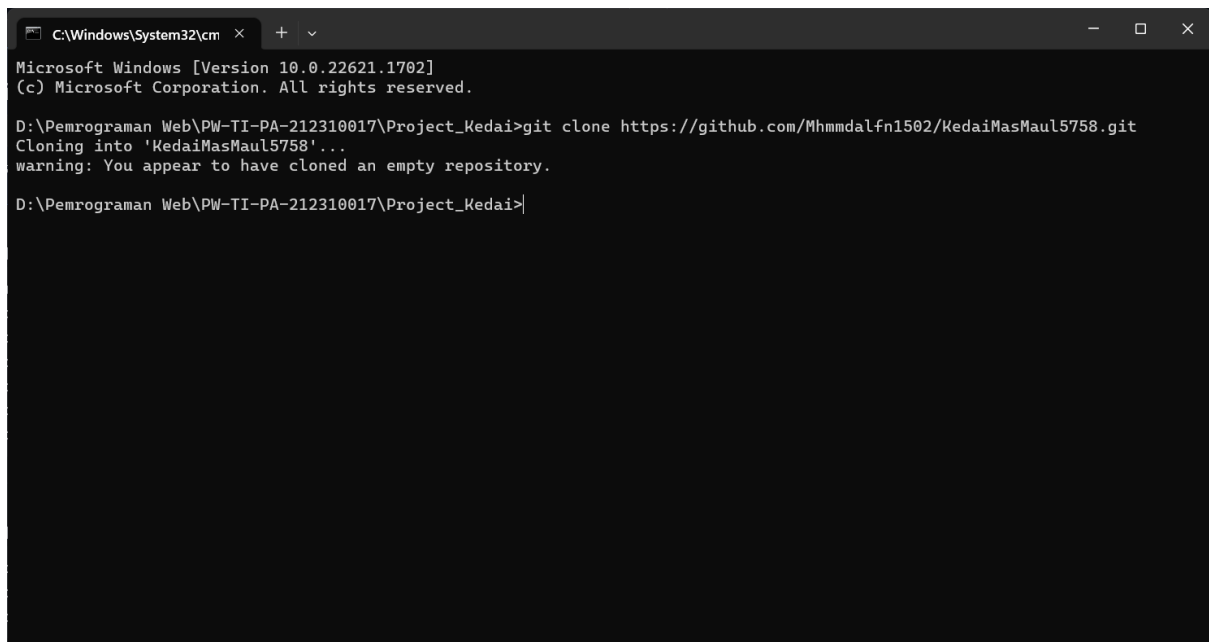 C:\Windows\System32\cm
Microsoft Windows [Version 10.0.22621.1702]
(c) Microsoft Corporation. All rights reserved.
D:\Pemrograman Web\PW-TI-PA-212310017\Project_Kedai>git clone https://github.com/Mhmmdalfn1502/KedaiMasMaul5758.git
Cloning into 'KedaiMasMaul5758'...
warning: You appear to have cloned an empty repository.
D:\Pemrograman Web\PW-TI-PA-212310017\Project_Kedai>